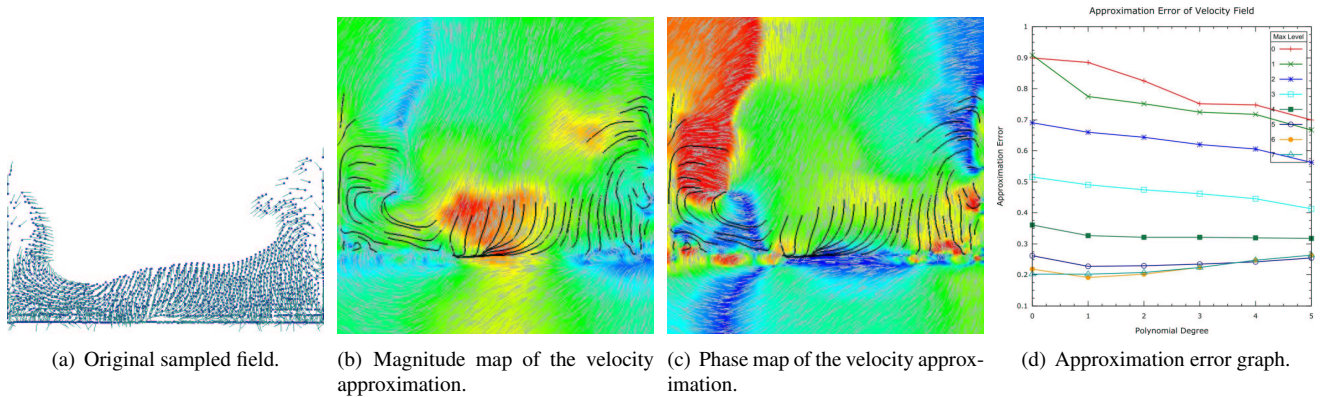 Approximation Error of Velocity Field
1
0.9
0.8
0.7
0.6
0.5
0.4
0.3
0.2
0.1
Approximation Error
Max Level
0
1
2
3
4
5
6
7
0 1 2 3 4 5
Polynomial Degree
(a) Original sampled field.
(b) Magnitude map of the velocity
approximation.
(c) Phase map of the velocity approx-
imation.
(d) Approximation error graph.